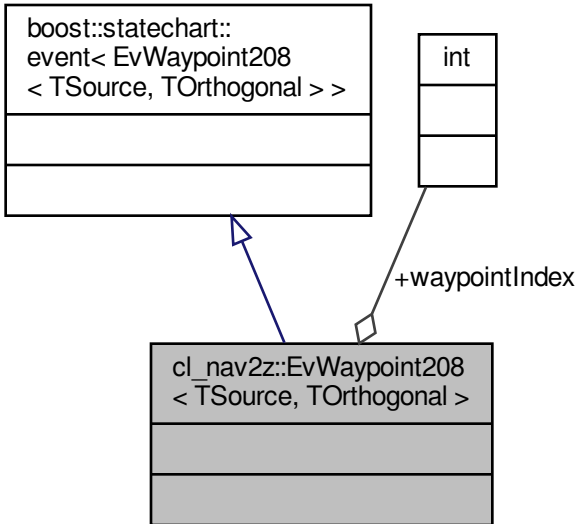 boost::statechart::
event< EvWaypoint208
< TSource, TOrthogonal > >
int
+waypointIndex
cl_nav2z::EvWaypoint208
< TSource, TOrthogonal >